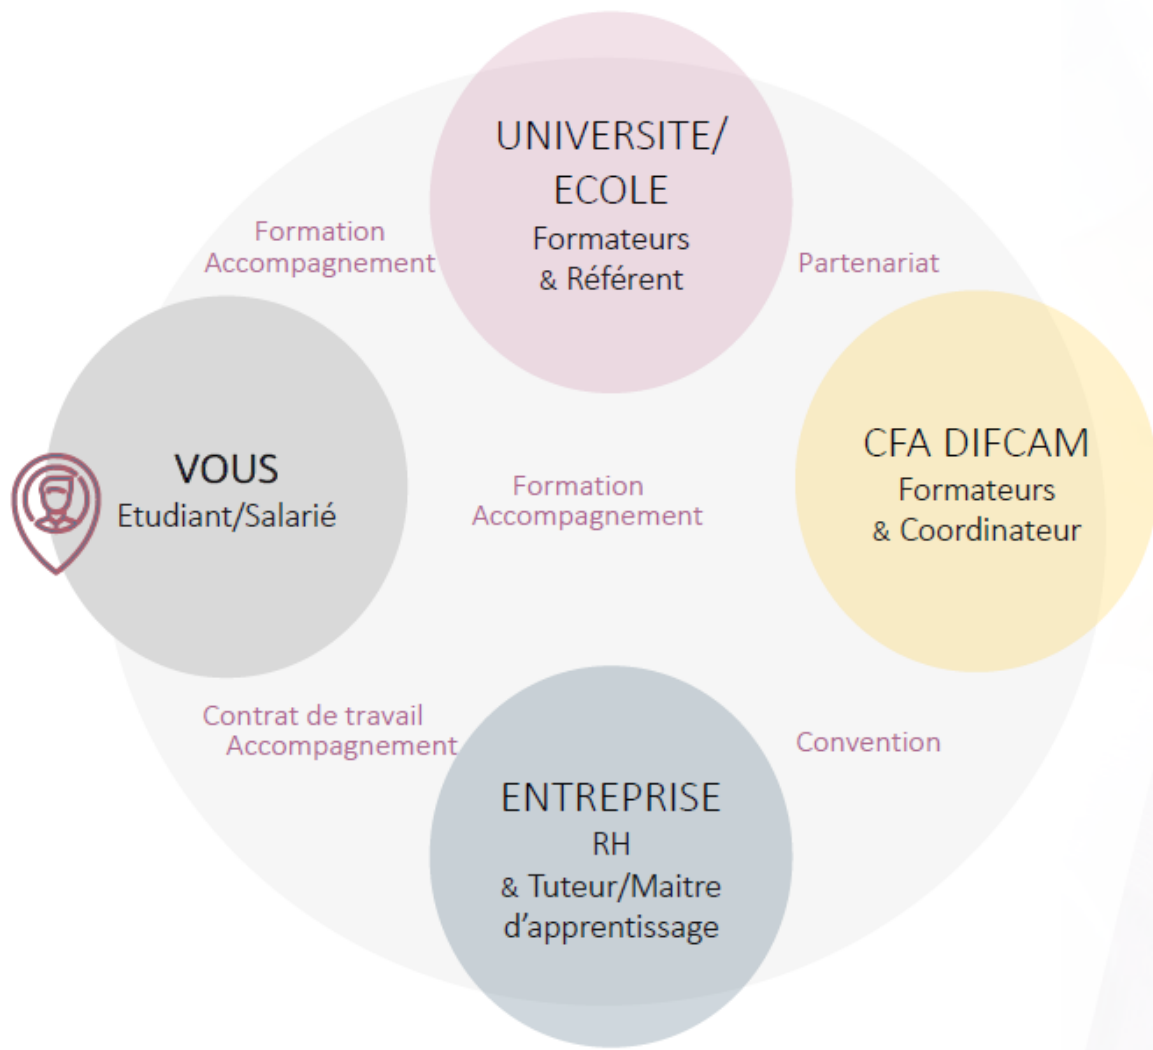 UNIVERSITE/
ECOLE
Formateurs
& Référent
Formation
Accompagnement
Partenariat
VOUS
Etudiant/Salarié
Formation
Accompagnement
CFA DIFCAM
Formateurs
& Coordinateur
Contrat de travail
Accompagnement
Convention
ENTREPRISE
RH
& Tuteur/Maitre
d’apprentissage